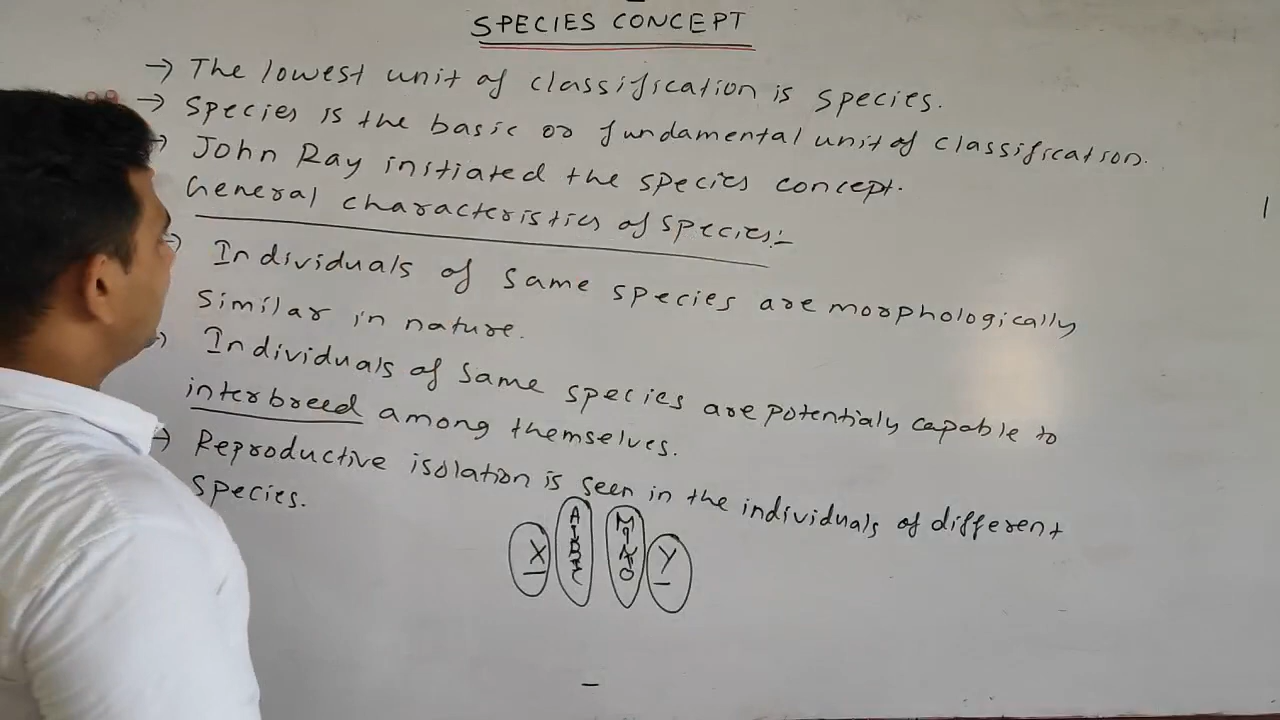 SPECIES CONCEPT
→ The lowest unit of classification is species.
→ Species is the basic or fundamental unit of classification.
→ John Ray initiated the species concept.
General characteristics of species:-
→ Individuals of same species are morphologically
similar in nature.
→ Individuals of same species are potentialy capable to
interbreed among themselves.
→ Reproductive isolation is seen in the individuals of different
species.
X Y